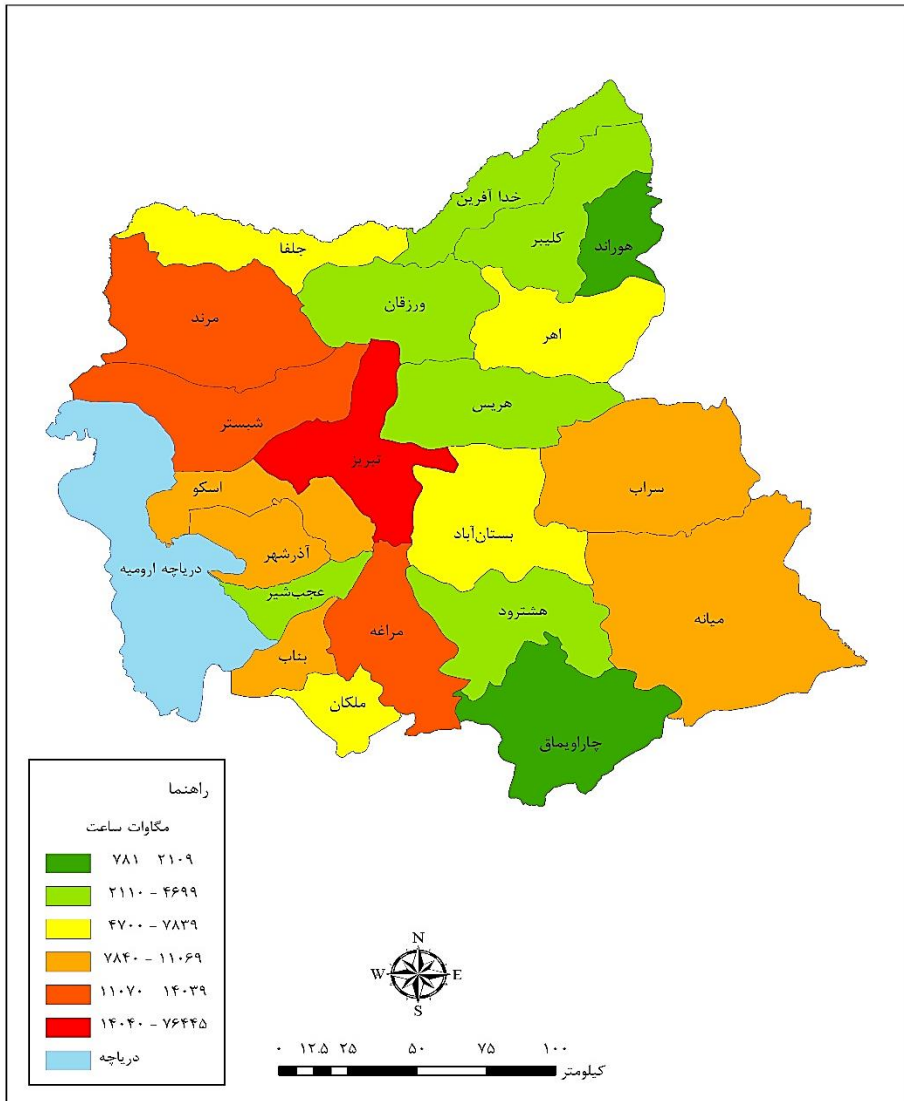 خدا آفرین
کلیبر
هوراند
جلفا
ورزقان
مرند
اهر
هریس
شبستر
تبریز
سراب
اسکو
بستان‌آباد
آذرشهر
دریاچه ارومیه
عجب‌شیر
هشترود
میانه
مراغه
بناب
ملکان
چاراویماق
راهنما
مگاوات ساعت
۷۸۱ ۲۱۰۹
۲۱۱۰ - ۴۶۹۹
۴۷۰۰ - ۷۸۳۹
۷۸۴۰ - ۱۱۰۶۹
۱۱۰۷۰ ۱۴۰۳۹
۱۴۰۴۰ - ۷۶۴۴۵
دریاچه
N
W E
S
۰ ۱۲.۵ ۲۵ ۵۰ ۷۵ ۱۰۰
کیلومتر